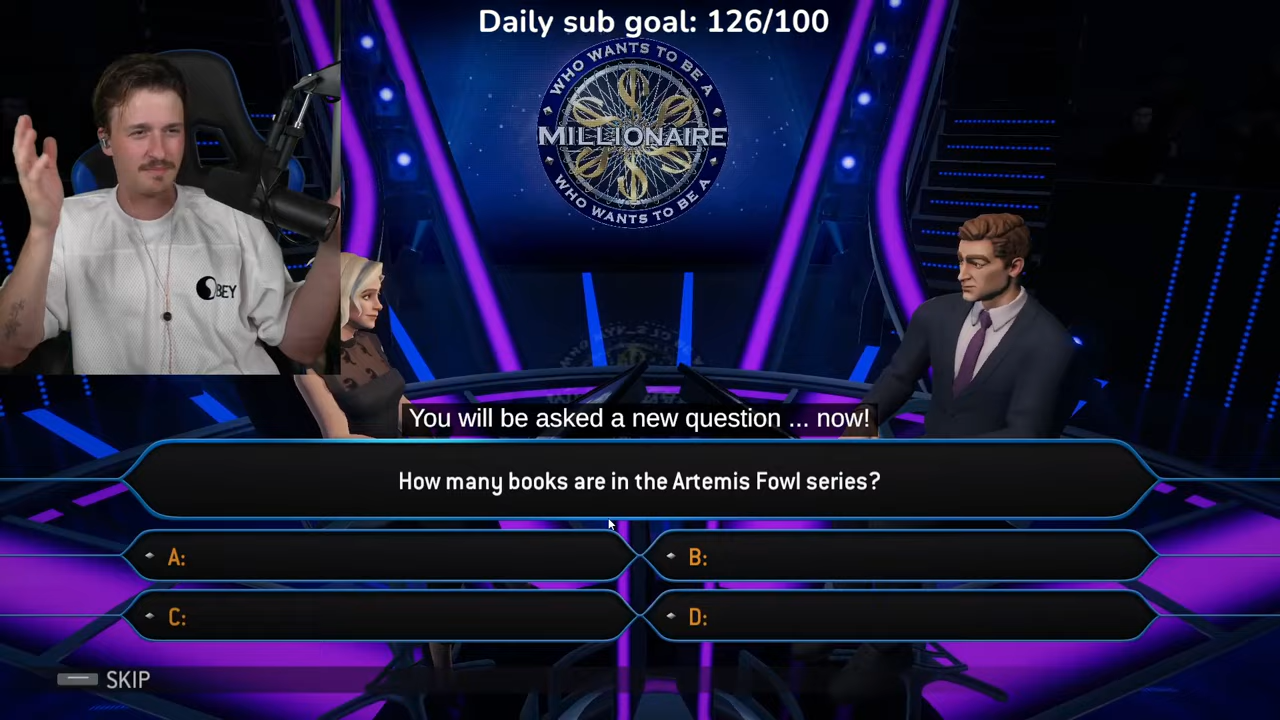 Daily sub goal: 126/100
WHO WANTS TO BE A
MILLIONAIRE
WHO WANTS TO BE A
OBEY
You will be asked a new question ... now!
How many books are in the Artemis Fowl series?
A:
B:
C:
D:
SKIP